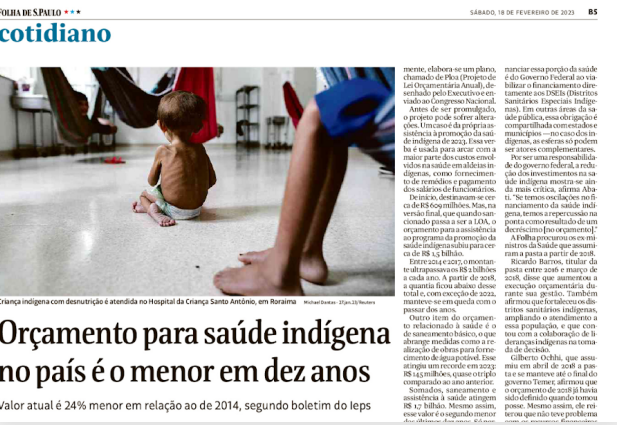 FOLHA DE S.PAULO ★★★
SÁBADO, 18 DE FEVEREIRO DE 2023 B5
cotidiano
Criança indígena com desnutrição é atendida no Hospital da Criança Santo Antônio, em Roraima Michael Dantas - 27.jan.23/Reuters
Orçamento para saúde indígena
no país é o menor em dez anos
Valor atual é 24% menor em relação ao de 2014, segundo boletim do Ieps
mente, elabora-se um plano,
chamado de Ploa (Projeto de
Lei Orçamentária Anual), de-
senhado pelo Executivo e en-
viado ao Congresso Nacional.
Antes de ser promulgado,
o projeto pode sofrer altera-
ções. Um caso é da própria as-
sistência à promoção da saú-
de indígena de 2023. Essa ver-
ba é usada para arcar com a
maior parte dos custos envol-
vidos na saúde em aldeias in-
dígenas, como fornecimen-
to de remédios e pagamento
dos salários de funcionários.
De início, destinavam-se cer-
ca de R$ 609 milhões. Mas, na
versão final, que quando san-
cionado passa a ser a LOA, o
orçamento para a assistência
ao programa da promoção da
saúde indígena subiu para cer-
ca de R$ 1,5 bilhão.
Entre 2014 e 2017, o montan-
te ultrapassava os R$ 2 bilhões
a cada ano. A partir de 2018,
a quantia ficou abaixo desse
total e, com exceção de 2022,
manteve-se em queda com o
passar dos anos.
Outro item do orçamen-
to relacionado à saúde é o
de saneamento básico, o que
abrange medidas como a re-
alização de obras para forne-
cimento de água potável. Esse
atingiu um recorde em 2023:
R$ 145 milhões, quase o triplo
comparado ao ano anterior.
Somados, saneamento e
assistência à saúde atingem
R$ 1,7 bilhão. Mesmo assim,
esse valor é o segundo menor
nanciar essa porção da saúde
é do Governo Federal ao via-
bilizar o financiamento dire-
tamente aos DSEIs (Distritos
Sanitários Especiais Indíge-
nas). Em outras áreas da sa-
úde pública, essa obrigação é
compartilhada com estados e
municípios —no caso dos in-
dígenas, as esferas só podem
ser atores complementares.
Por ser uma responsabilida-
de do governo federal, a redu-
ção dos investimentos na sa-
úde indígena mostra-se ain-
da mais crítica, afirma Aba-
ti. "Se temos oscilações no fi-
nanciamento da saúde indí-
gena, temos a repercussão na
ponta como resultado de um
decréscimo [no orçamento]."
A Folha procurou os ex-mi-
nistros da Saúde que assumi-
ram a pasta a partir de 2018.
Ricardo Barros, titular da
pasta entre 2016 e março de
2018, disse que aumentou a
execução orçamentária du-
rante sua gestão. Também
afirmou que fortaleceu os dis-
tritos sanitários indígenas,
ampliando o atendimento a
essa população, e que con-
tou com a colaboração de li-
deranças indígenas na toma-
da de decisão.
Gilberto Occhi, que assu-
miu em abril de 2018 a pas-
ta e se manteve até o final do
governo Temer, afirmou que
o orçamento de 2018 já havia
sido definido quando tomou
posse. Mesmo assim, ele rei-
terou que não teve problema